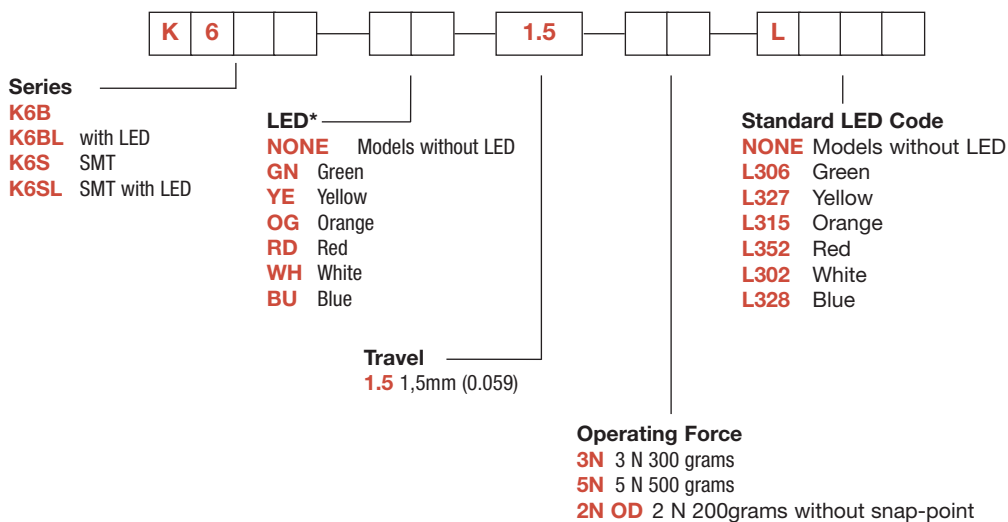 K 6 1.5 L
Series
K6B
K6BL with LED
K6S SMT
K6SL SMT with LED
LED*
NONE Models without LED
GN Green
YE Yellow
OG Orange
RD Red
WH White
BU Blue
Travel
1.5 1,5mm (0.059)
Operating Force
3N 3 N 300 grams
5N 5 N 500 grams
2N OD 2 N 200grams without snap-point
Standard LED Code
NONE Models without LED
L306 Green
L327 Yellow
L315 Orange
L352 Red
L302 White
L328 Blue